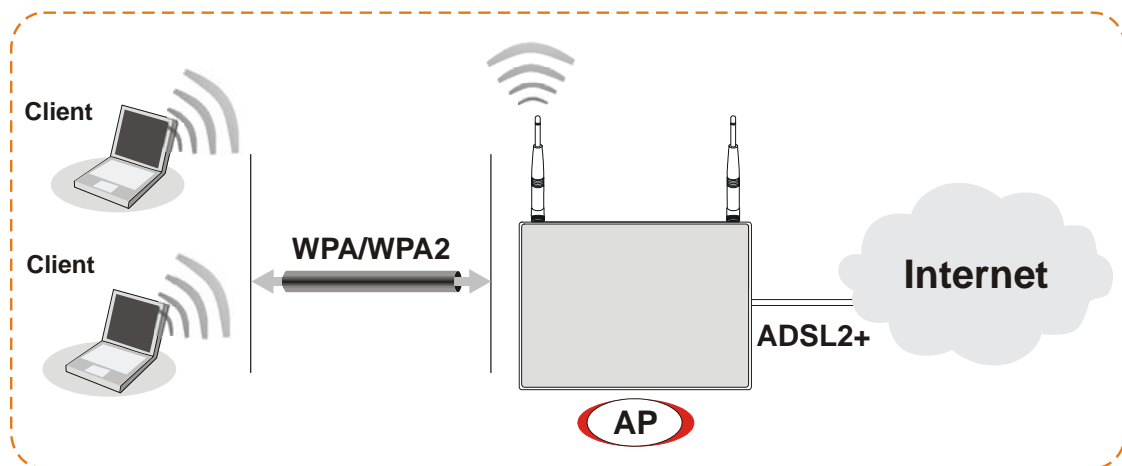 Client
Client
WPA/WPA2
Internet
ADSL2+
AP